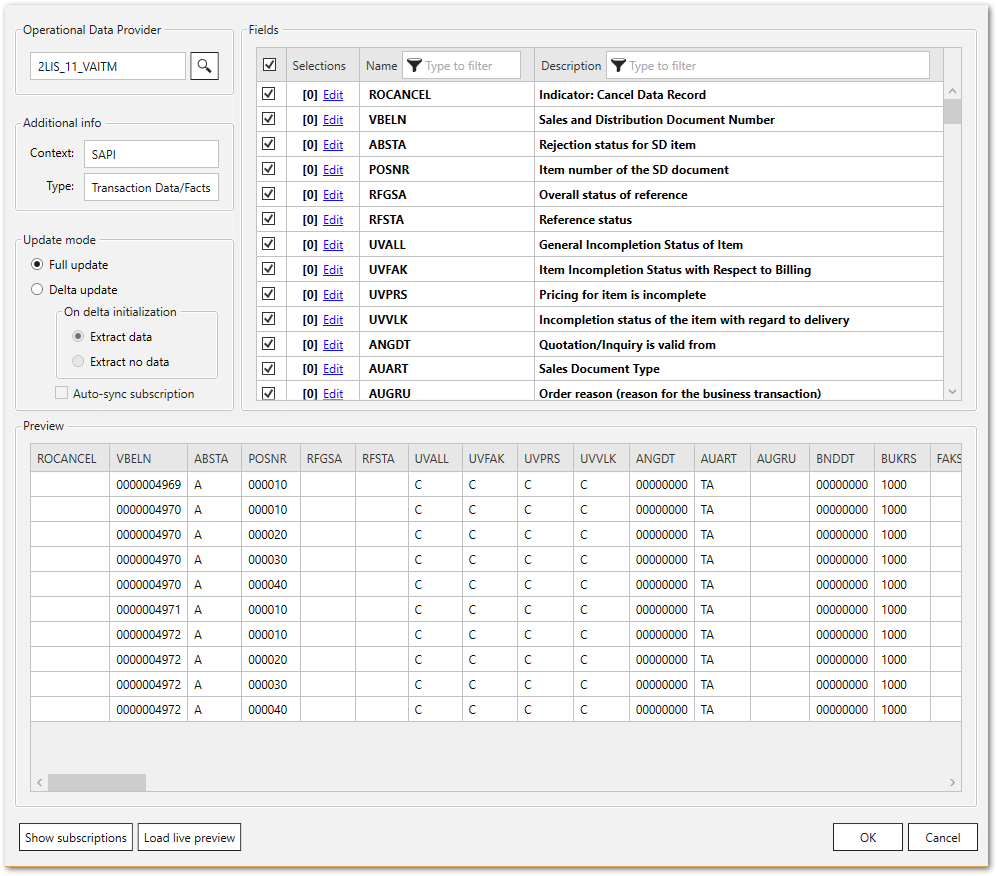 Operational Data Provider
2LIS_11_VAITM
Additional info
Context: SAPI
Type: Transaction Data/Facts
Update mode
Full update
Delta update
On delta initialization
Extract data
Extract no data
Auto-sync subscription
Fields
Selections Name Type to filter Description Type to filter
[0] Edit ROCANCEL Indicator: Cancel Data Record
[0] Edit VBELN Sales and Distribution Document Number
[0] Edit ABSTA Rejection status for SD item
[0] Edit POSNR Item number of the SD document
[0] Edit RFGSA Overall status of reference
[0] Edit RFSTA Reference status
[0] Edit UVALL General Incompletion Status of Item
[0] Edit UVFAK Item Incompletion Status with Respect to Billing
[0] Edit UVPRS Pricing for item is incomplete
[0] Edit UVVLK Incompletion status of the item with regard to delivery
[0] Edit ANGDT Quotation/Inquiry is valid from
[0] Edit AUART Sales Document Type
[0] Edit AUGRU Order reason (reason for the business transaction)
Preview
ROCANCEL VBELN ABSTA POSNR RFGSA RFSTA UVALL UVFAK UVPRS UVVLK ANGDT AUART AUGRU BNDDT BUKRS FAKS
0000004969 A 000010 C C C C 00000000 TA 00000000 1000
0000004970 A 000010 C C C C 00000000 TA 00000000 1000
0000004970 A 000020 C C C C 00000000 TA 00000000 1000
0000004970 A 000030 C C C C 00000000 TA 00000000 1000
0000004970 A 000040 C C C C 00000000 TA 00000000 1000
0000004971 A 000010 C C C C 00000000 TA 00000000 1000
0000004972 A 000010 C C C C 00000000 TA 00000000 1000
0000004972 A 000020 C C C C 00000000 TA 00000000 1000
0000004972 A 000030 C C C C 00000000 TA 00000000 1000
0000004972 A 000040 C C C C 00000000 TA 00000000 1000
Show subscriptions Load live preview OK Cancel